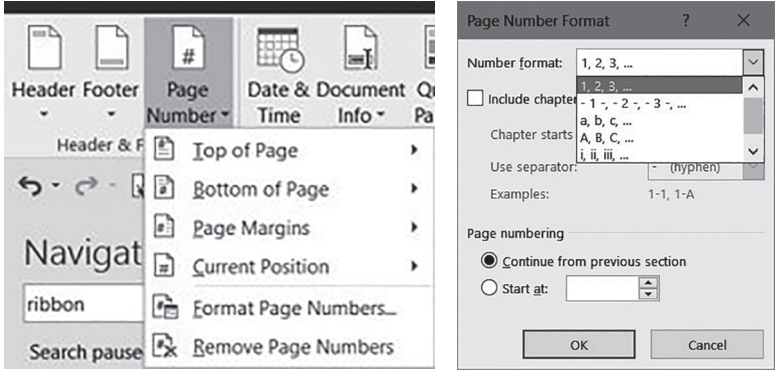 Header Footer Page Date & Document Qu
Number Time Info Pa
Header & F
Top of Page
Bottom of Page
Page Margins
Current Position
Format Page Numbers...
Remove Page Numbers
Navigat
ribbon
Search pause
Page Number Format ? X
Number format: 1, 2, 3, ...
1, 2, 3, ...
- 1 -, - 2 -, - 3 -, ...
a, b, c, ...
A, B, C, ...
i, ii, iii, ...
Include chapter
Chapter starts
Use separator: - (hyphen)
Examples: 1-1, 1-A
Page numbering
Continue from previous section
Start at:
OK Cancel